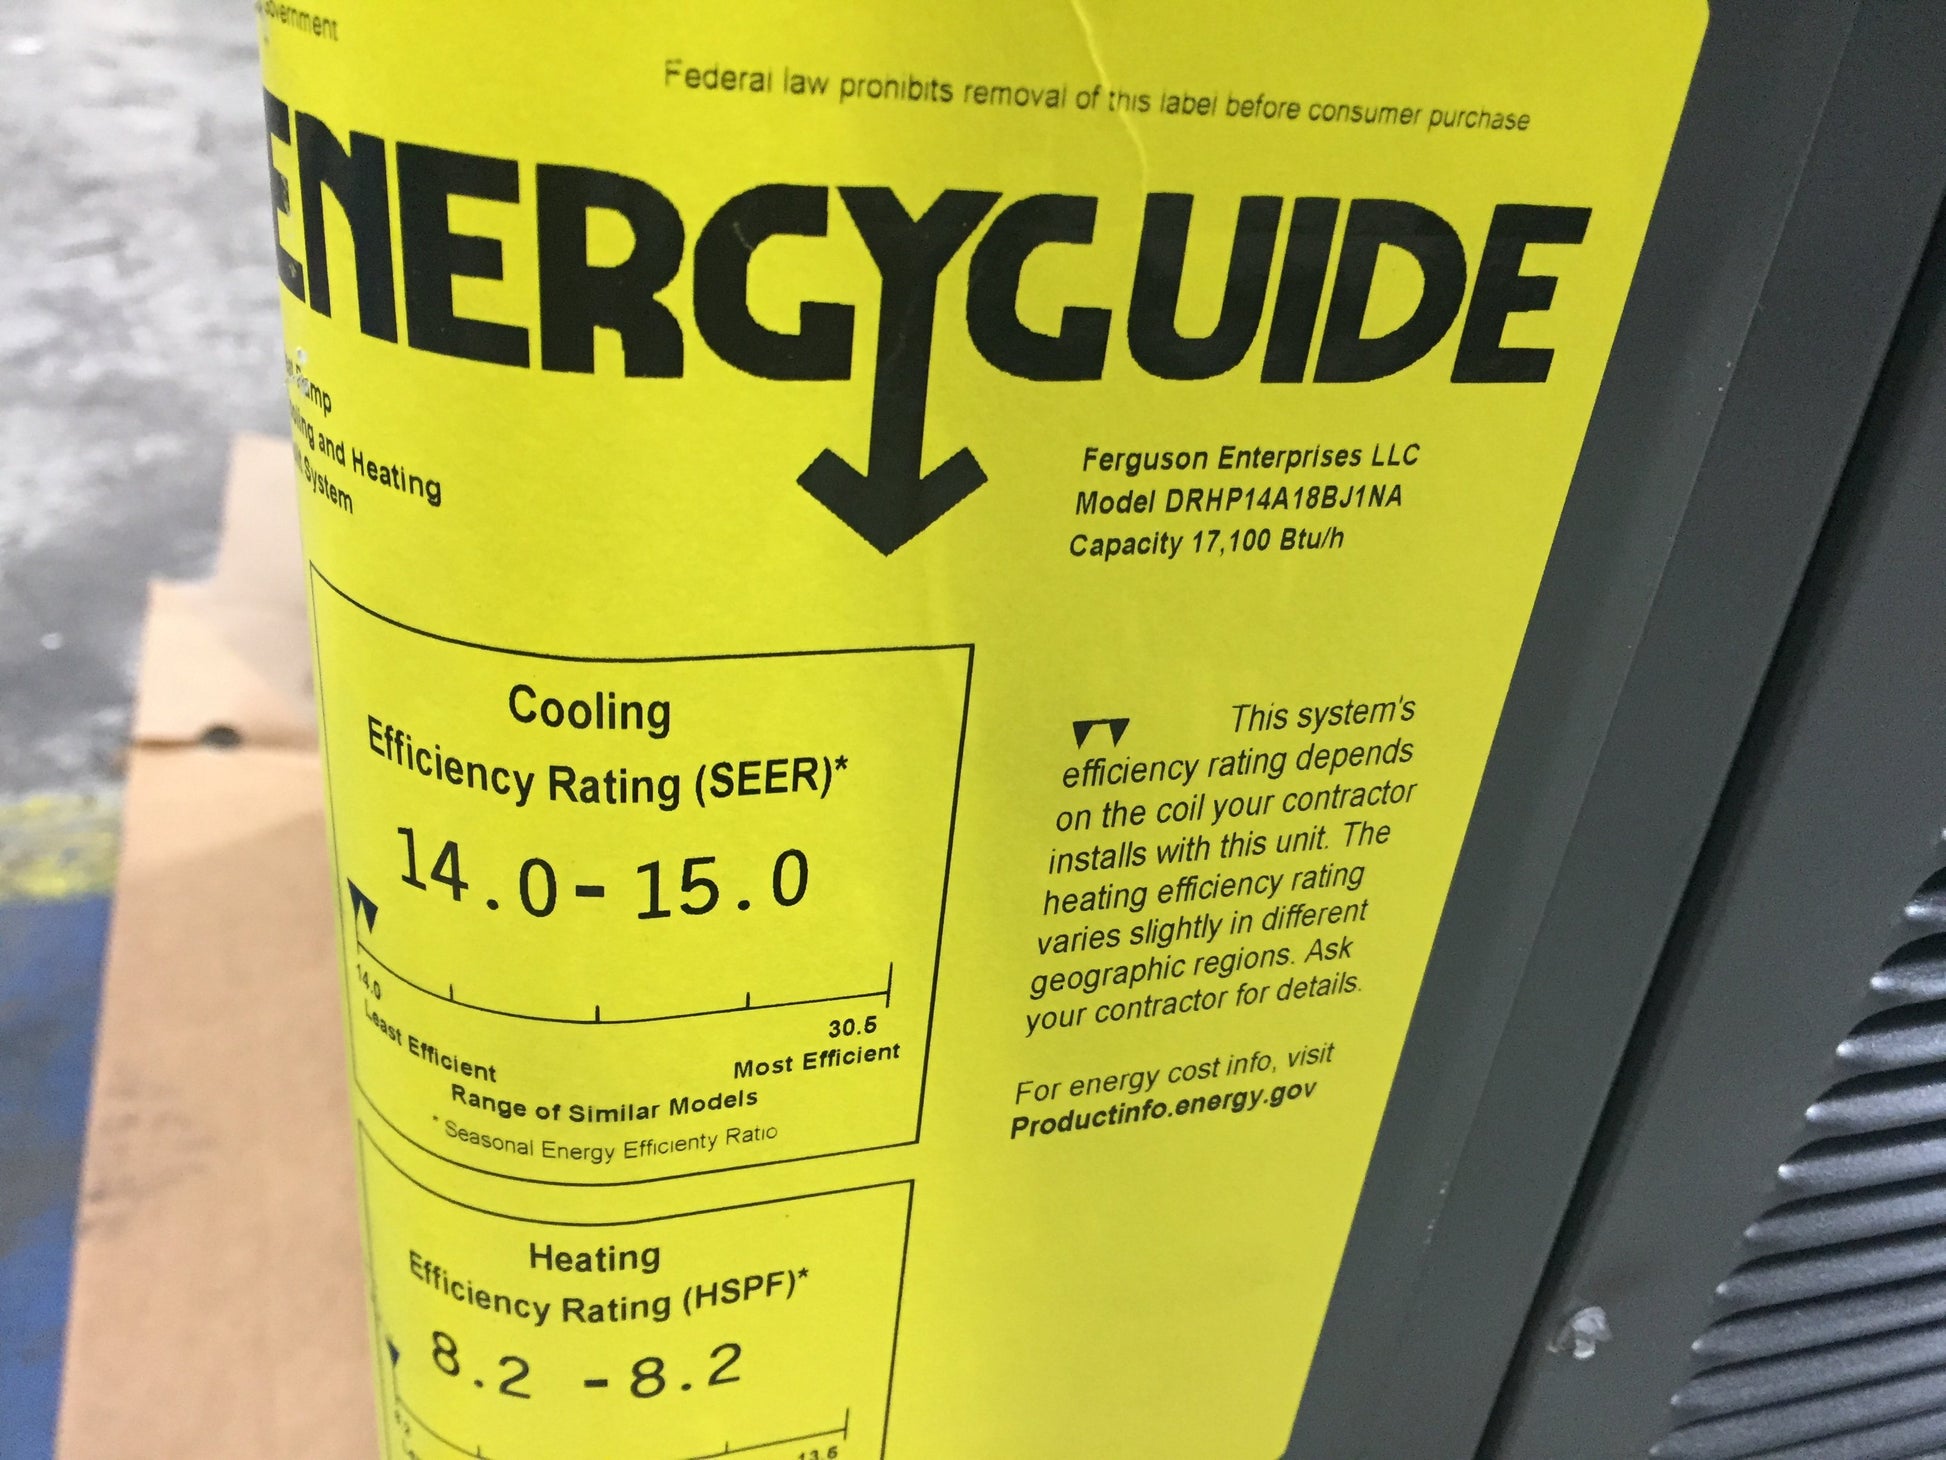 Federal law prohibits removal of this label before consumer purchase
ENERGYGUIDE
and Heating
System
Ferguson Enterprises LLC
Model DRHP14A18BJ1NA
Capacity 17,100 Btu/h
Cooling
Efficiency Rating (SEER)*
14.0-15.0
14.0
Least Efficient
30.5
Most Efficient
Range of Similar Models
* Seasonal Energy Efficienty Ratio
This system's
efficiency rating depends
on the coil your contractor
installs with this unit. The
heating efficiency rating
varies slightly in different
geographic regions. Ask
your contractor for details.
For energy cost info, visit
Productinfo.energy.gov
Heating
Efficiency Rating (HSPF)*
8.2 -8.2